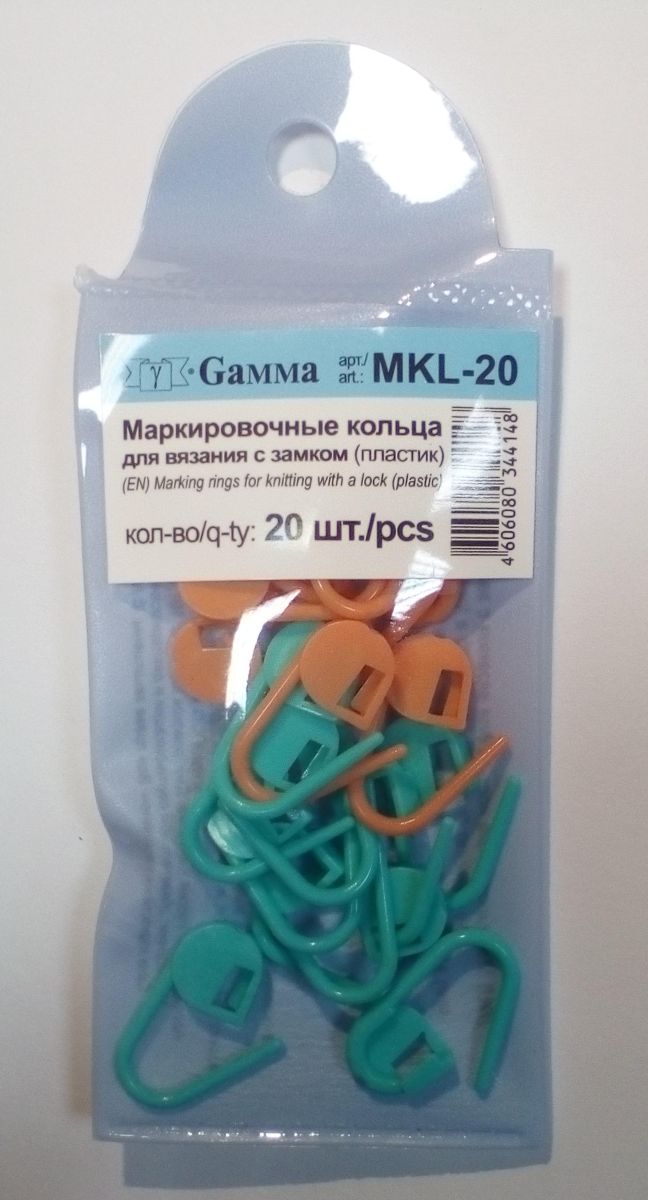 γ Gамма арт./art.: MKL-20
Маркировочные кольца
для вязания с замком (пластик)
(EN) Marking rings for knitting with a lock (plastic)
кол-во/q-ty: 20 шт./pcs
4 606080 344148